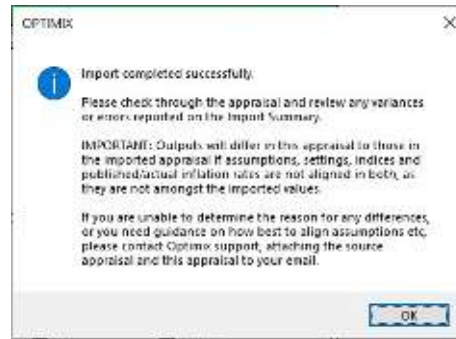 OPTIMIX
Import completed successfully.
Please check through the appraisal and review any variances
or errors reported on the Import Summary.
IMPORTANT: Outputs will differ in this appraisal to those in
the imported appraisal if assumptions, settings, indices and
published/actual inflation rates are not aligned in both, as
they are not amongst the imported values.
If you are unable to determine the reason for any differences,
or you need guidance on how best to align assumptions etc,
please contact Optimix support, attaching the source
appraisal and this appraisal to your email.
OK